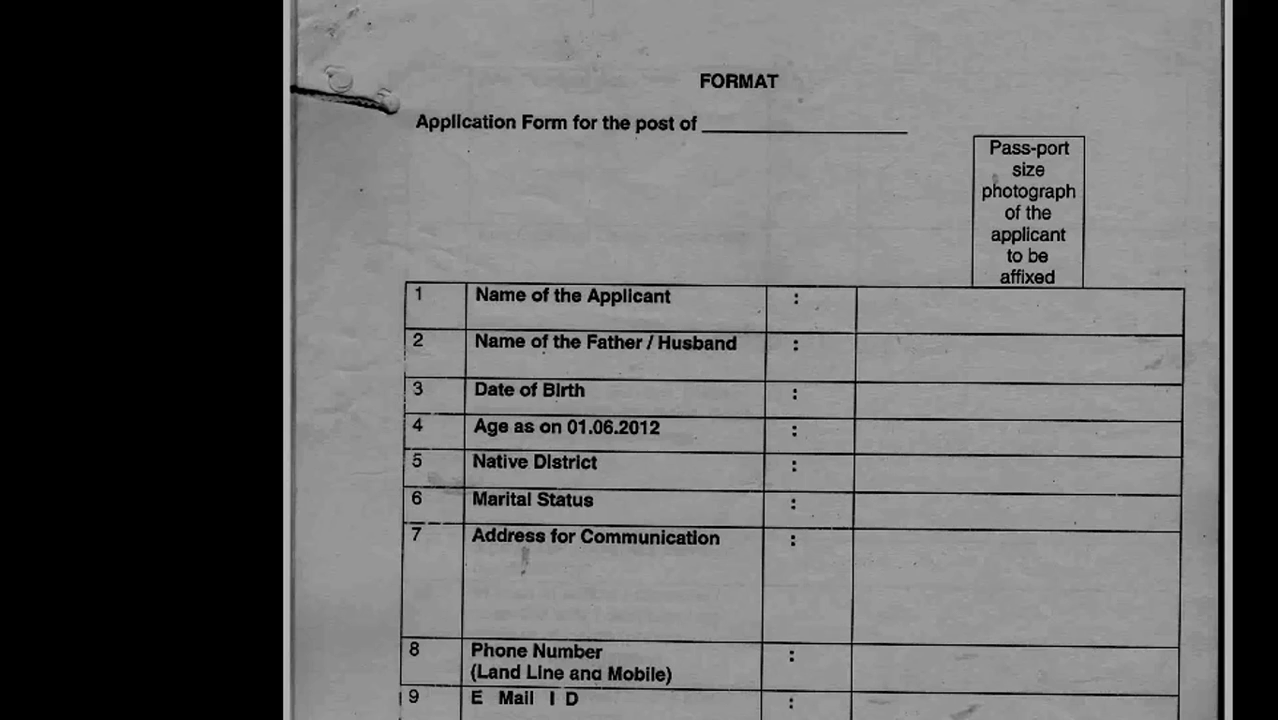 FORMAT
Application Form for the post of
Pass-port
size
photograph
of the
applicant
to be
affixed
1 Name of the Applicant :
2 Name of the Father / Husband :
3 Date of Birth :
4 Age as on 01.06.2012 :
5 Native District :
6 Marital Status :
7 Address for Communication :
8 Phone Number :
(Land Line and Mobile)
9 E Mail I D :